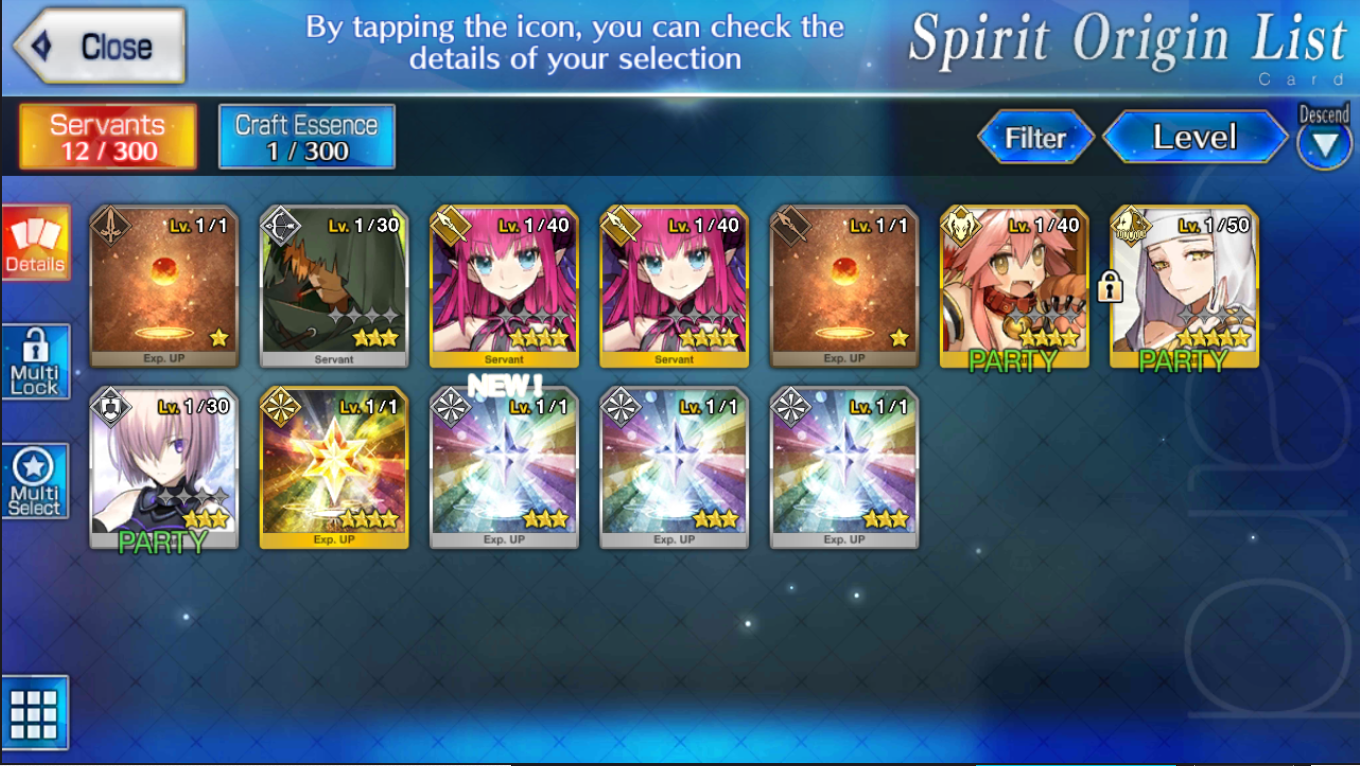 Close
By tapping the icon, you can check the
details of your selection
Spirit Origin List
Card
Servants
12 / 300
Craft Essence
1 / 300
Filter
Level
Descend
Details
Multi
Lock
Multi
Select
Lv. 1/1
Exp. UP
Lv. 1/30
Servant
Lv. 1/40
Servant
Lv. 1/40
Servant
Lv. 1/1
Exp. UP
Lv. 1/40
PARTY
Lv. 1/50
PARTY
Lv. 1/30
PARTY
Lv. 1/1
Exp. UP
NEW!
Lv. 1/1
Exp. UP
Lv. 1/1
Exp. UP
Lv. 1/1
Exp. UP